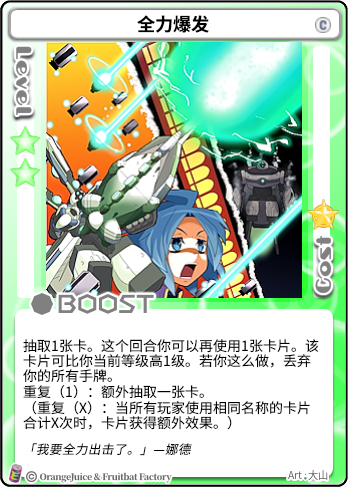 全力爆发
C
Level
Cost
BOOST
抽取1张卡。这个回合你可以再使用1张卡片。该
卡片可比你当前等级高1级。若你这么做，丢弃
你的所有手牌。
重复（1）：额外抽取一张卡。
（重复（X）：当所有玩家使用相同名称的卡片
合计X次时，卡片获得额外效果。）
「我要全力出击了。」—娜德
© OrangeJuice & Fruitbat Factory
Art:大山